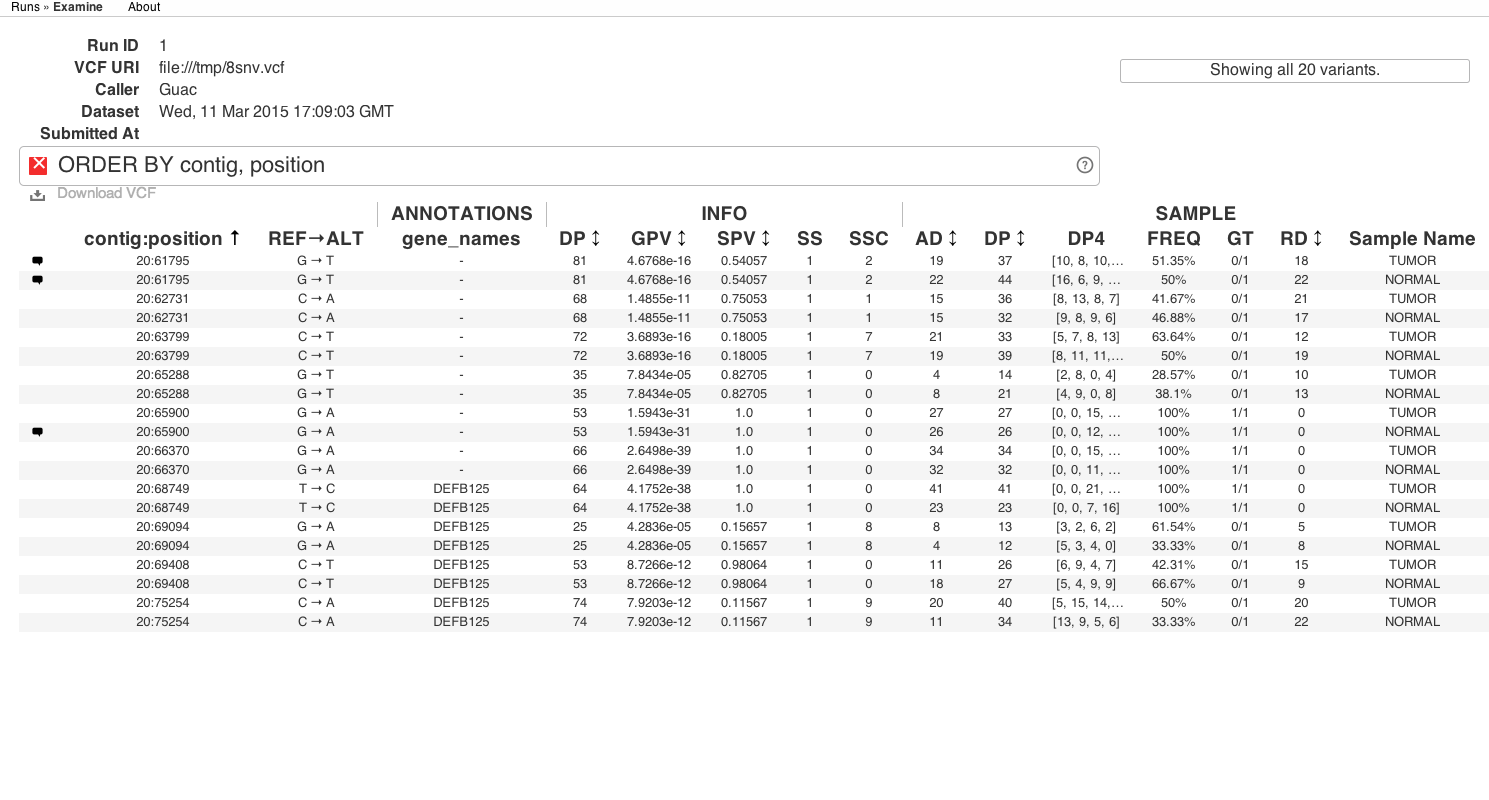 Runs » Examine About
Run ID 1
VCF URI file:///tmp/8snv.vcf
Showing all 20 variants.
Caller Guac
Dataset Wed, 11 Mar 2015 17:09:03 GMT
Submitted At
ORDER BY contig, position ?
Download VCF
ANNOTATIONS INFO SAMPLE
contig:position ↑ REF→ALT gene_names DP ↕ GPV ↕ SPV ↕ SS SSC AD ↕ DP ↕ DP4 FREQ GT RD ↕ Sample Name
20:61795 G → T - 81 4.6768e-16 0.54057 1 2 19 37 [10, 8, 10,... 51.35% 0/1 18 TUMOR
20:61795 G → T - 81 4.6768e-16 0.54057 1 2 22 44 [16, 6, 9, ... 50% 0/1 22 NORMAL
20:62731 C → A - 68 1.4855e-11 0.75053 1 1 15 36 [8, 13, 8, 7] 41.67% 0/1 21 TUMOR
20:62731 C → A - 68 1.4855e-11 0.75053 1 1 15 32 [9, 8, 9, 6] 46.88% 0/1 17 NORMAL
20:63799 C → T - 72 3.6893e-16 0.18005 1 7 21 33 [5, 7, 8, 13] 63.64% 0/1 12 TUMOR
20:63799 C → T - 72 3.6893e-16 0.18005 1 7 19 39 [8, 11, 11,... 50% 0/1 19 NORMAL
20:65288 G → T - 35 7.8434e-05 0.82705 1 0 4 14 [2, 8, 0, 4] 28.57% 0/1 10 TUMOR
20:65288 G → T - 35 7.8434e-05 0.82705 1 0 8 21 [4, 9, 0, 8] 38.1% 0/1 13 NORMAL
20:65900 G → A - 53 1.5943e-31 1.0 1 0 27 27 [0, 0, 15, ... 100% 1/1 0 TUMOR
20:65900 G → A - 53 1.5943e-31 1.0 1 0 26 26 [0, 0, 12, ... 100% 1/1 0 NORMAL
20:66370 G → A - 66 2.6498e-39 1.0 1 0 34 34 [0, 0, 15, ... 100% 1/1 0 TUMOR
20:66370 G → A - 66 2.6498e-39 1.0 1 0 32 32 [0, 0, 11, ... 100% 1/1 0 NORMAL
20:68749 T → C DEFB125 64 4.1752e-38 1.0 1 0 41 41 [0, 0, 21, ... 100% 1/1 0 TUMOR
20:68749 T → C DEFB125 64 4.1752e-38 1.0 1 0 23 23 [0, 0, 7, 16] 100% 1/1 0 NORMAL
20:69094 G → A DEFB125 25 4.2836e-05 0.15657 1 8 8 13 [3, 2, 6, 2] 61.54% 0/1 5 TUMOR
20:69094 G → A DEFB125 25 4.2836e-05 0.15657 1 8 4 12 [5, 3, 4, 0] 33.33% 0/1 8 NORMAL
20:69408 C → T DEFB125 53 8.7266e-12 0.98064 1 0 11 26 [6, 9, 4, 7] 42.31% 0/1 15 TUMOR
20:69408 C → T DEFB125 53 8.7266e-12 0.98064 1 0 18 27 [5, 4, 9, 9] 66.67% 0/1 9 NORMAL
20:75254 C → A DEFB125 74 7.9203e-12 0.11567 1 9 20 40 [5, 15, 14,... 50% 0/1 20 TUMOR
20:75254 C → A DEFB125 74 7.9203e-12 0.11567 1 9 11 34 [13, 9, 5, 6] 33.33% 0/1 22 NORMAL